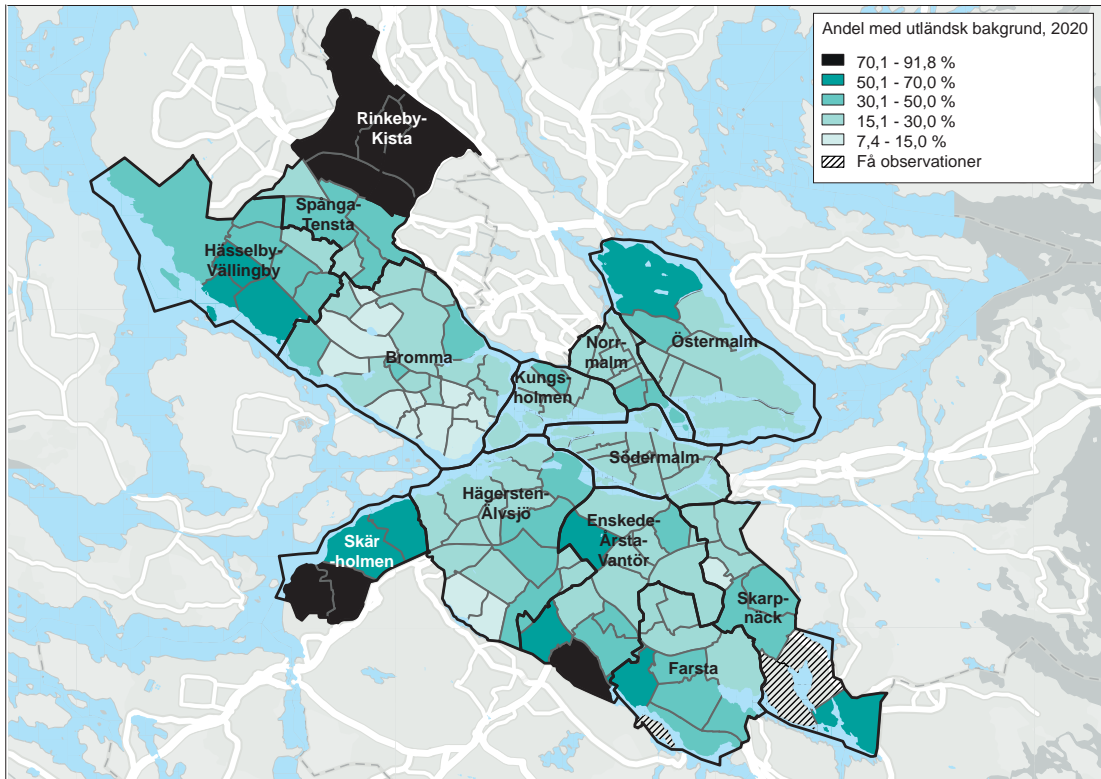 Andel med utländsk bakgrund, 2020
70,1 - 91,8 %
50,1 - 70,0 %
30,1 - 50,0 %
15,1 - 30,0 %
7,4 - 15,0 %
Få observationer
Rinkeby-
Kista
Spånga-
Tensta
Hässelby-
Vällingby
Bromma
Norr-
malm
Östermalm
Kungs-
holmen
Södermalm
Hägersten-
Älvsjö
Enskede-
Årsta-
Vantör
Skär
-holmen
Skarp-
näck
Farsta